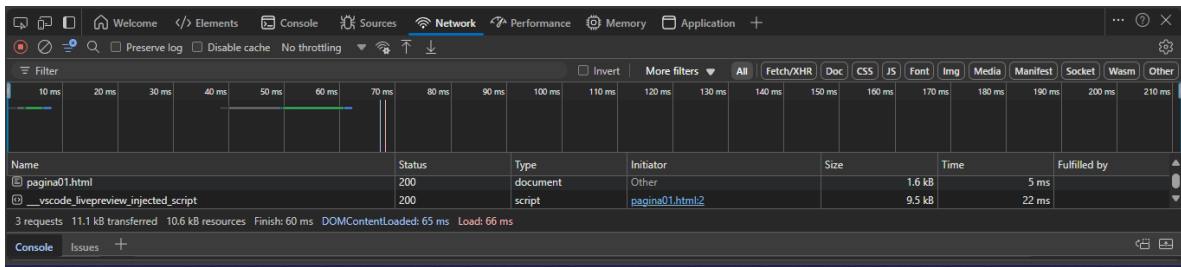 Welcome Elements Console Sources Network Performance Memory Application
Preserve log Disable cache No throttling
Filter Invert More filters All Fetch/XHR Doc CSS JS Font Img Media Manifest Socket Wasm Other
10 ms 20 ms 30 ms 40 ms 50 ms 60 ms 70 ms 80 ms 90 ms 100 ms 110 ms 120 ms 130 ms 140 ms 150 ms 160 ms 170 ms 180 ms 190 ms 200 ms 210 ms
Name Status Type Initiator Size Time Fulfilled by
pagina01.html 200 document Other 1.6 kB 5 ms
__vscode_livepreview_injected_script 200 script pagina01.html:2 9.5 kB 22 ms
3 requests 11.1 kB transferred 10.6 kB resources Finish: 60 ms DOMContentLoaded: 65 ms Load: 66 ms
Console Issues